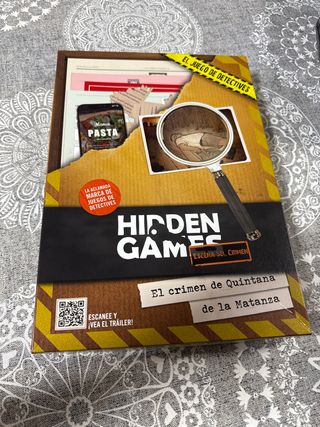 EL JUEGO DE DETECTIVES
PASTA
LA ACLAMADA
MARCA DE
JUEGOS DE
DETECTIVES
HIDDEN
GAMES
ESCENA DEL CRIMEN
El crimen de Quintana
de la Matanza
ESCANEE Y
¡VEA EL TRÁILER!